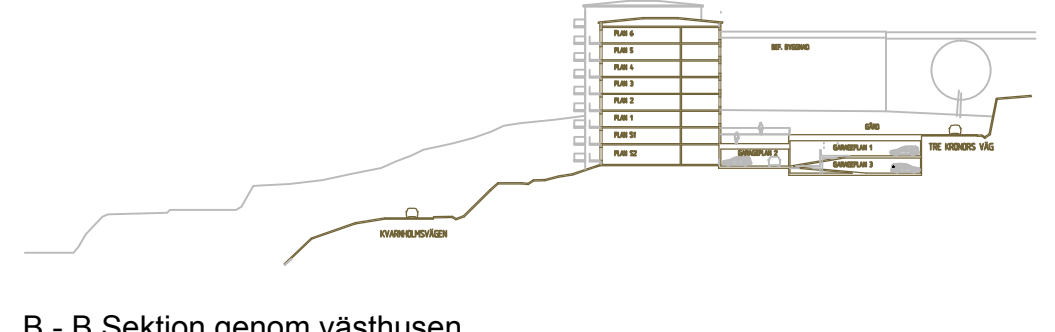 PLAN 6
PLAN 5
BEF. BYGGNAD
PLAN 4
PLAN 3
PLAN 2
PLAN 1
GÅRD
PLAN S1
GARAGEPLAN 1
TRE KRONORS VÄG
PLAN S2
GARAGEPLAN 2
GARAGEPLAN 3
KVARNHOLMSVÄGEN
B - B Sektion genom västhusen